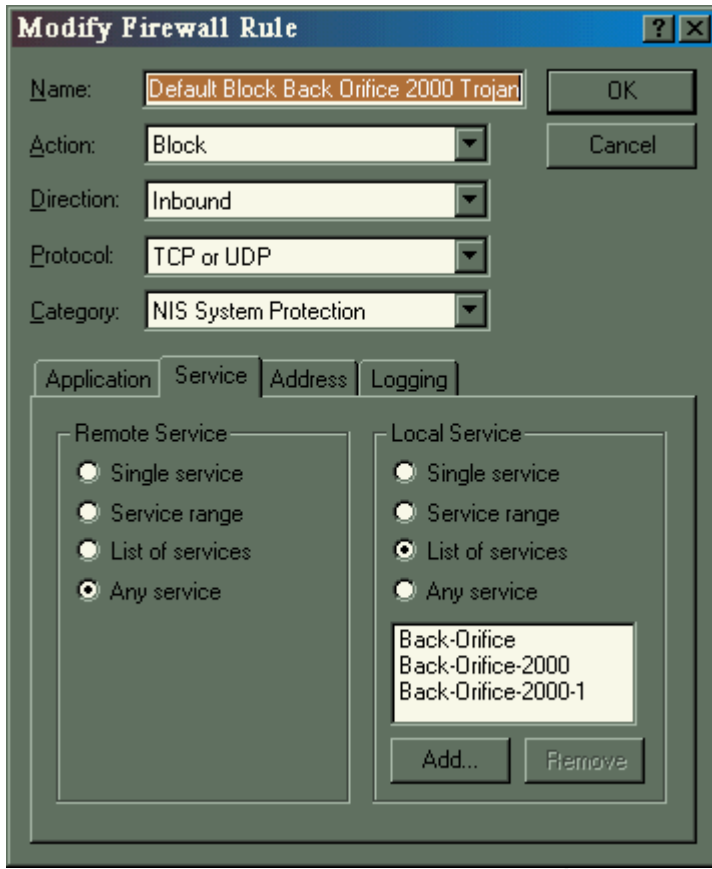 Modify Firewall Rule
Name: Default Block Back Orifice 2000 Trojan OK
Action: Block Cancel
Direction: Inbound
Protocol: TCP or UDP
Category: NIS System Protection
Application Service Address Logging
Remote Service
Single service
Service range
List of services
Any service
Local Service
Single service
Service range
List of services
Any service
Back-Orifice
Back-Orifice-2000
Back-Orifice-2000-1
Add... Remove